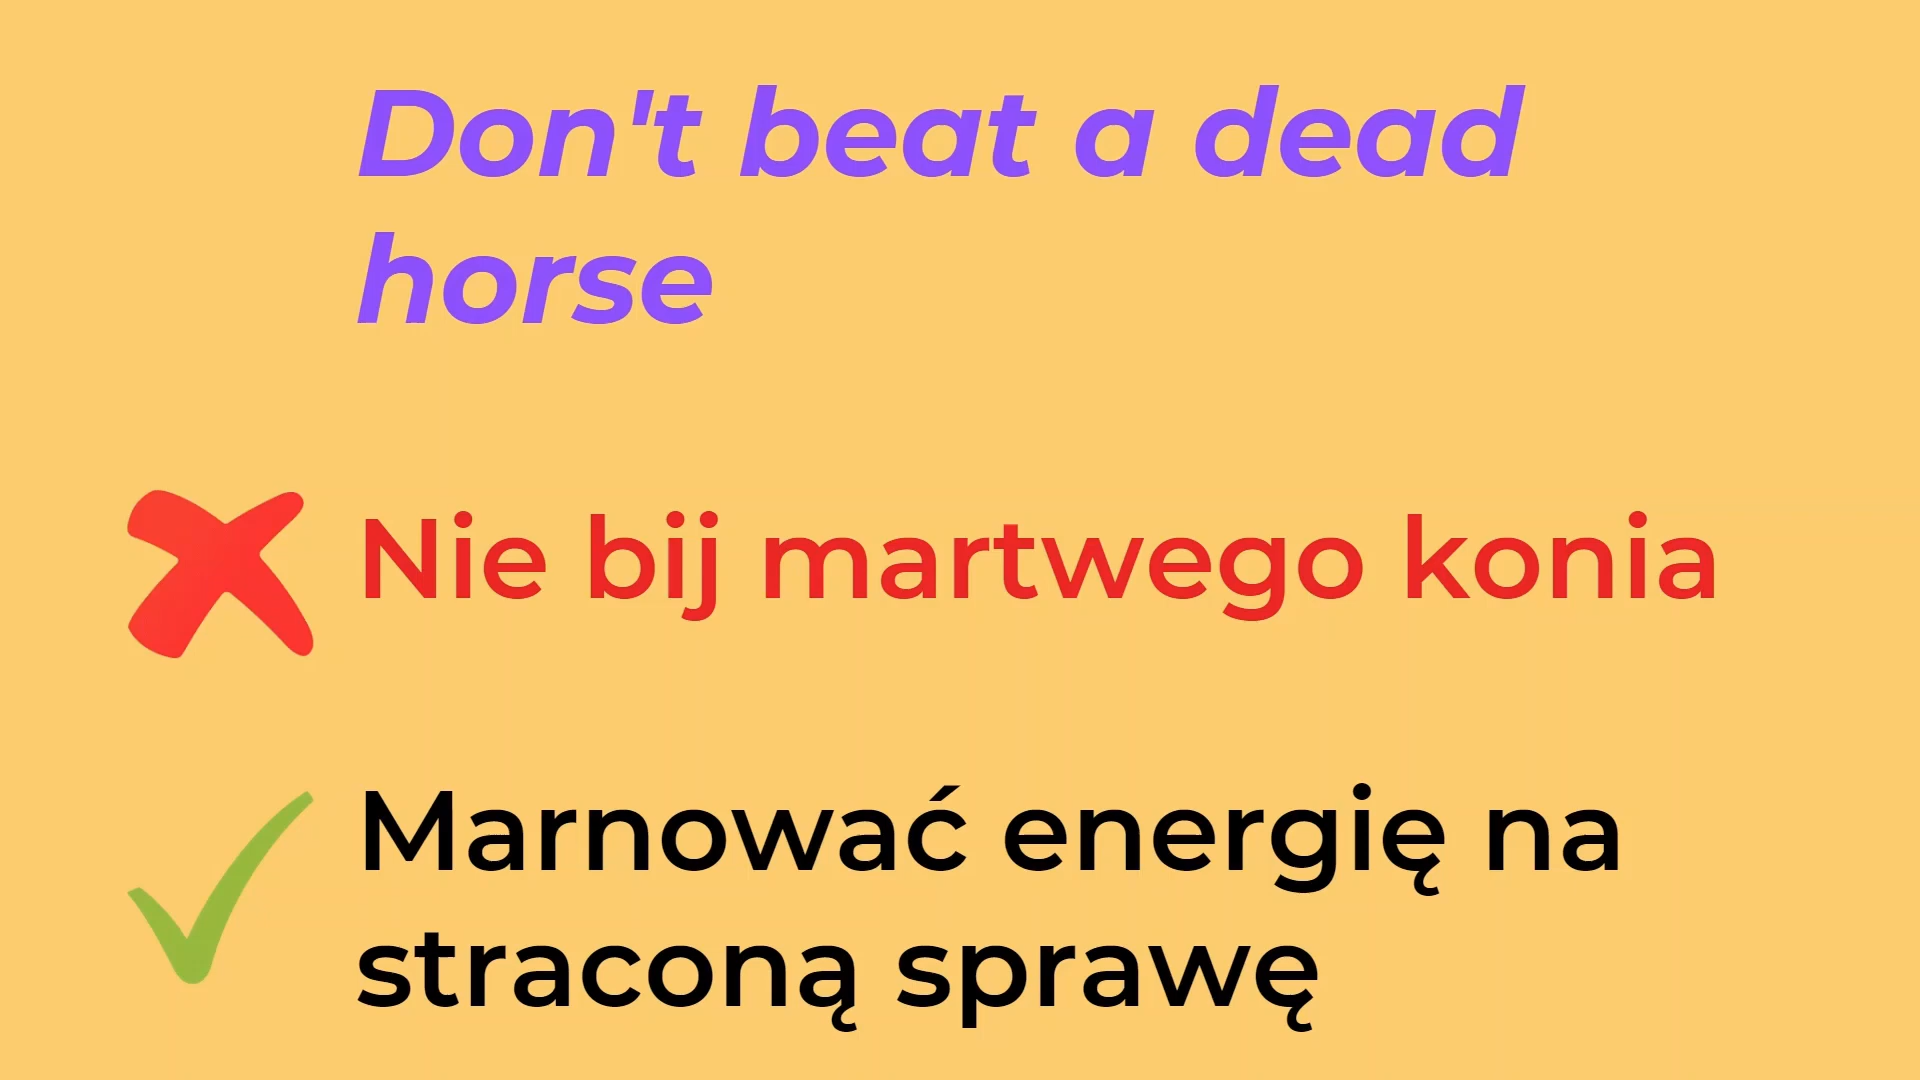 Don't beat a dead
horse
Nie bij martwego konia
Marnować energię na
straconą sprawę